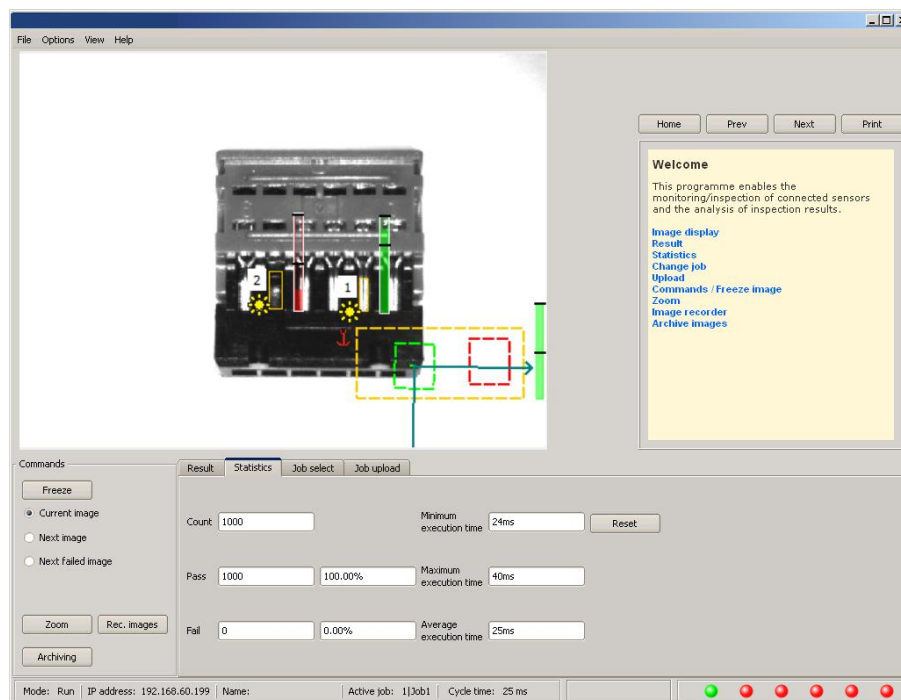 File Options View Help
2
1
Home Prev Next Print
Welcome
This programme enables the
monitoring/inspection of connected sensors
and the analysis of inspection results.
Image display
Result
Statistics
Change job
Upload
Commands / Freeze image
Zoom
Image recorder
Archive images
Commands
Freeze
Current image
Next image
Next failed image
Zoom Rec. images
Archiving
Result Statistics Job select Job upload
Count 1000 Minimum
execution time 24ms Reset
Pass 1000 100.00% Maximum
execution time 40ms
Fail 0 0.00% Average
execution time 25ms
Mode: Run IP address: 192.168.60.199 Name: Active job: 1|Job1 Cycle time: 25 ms